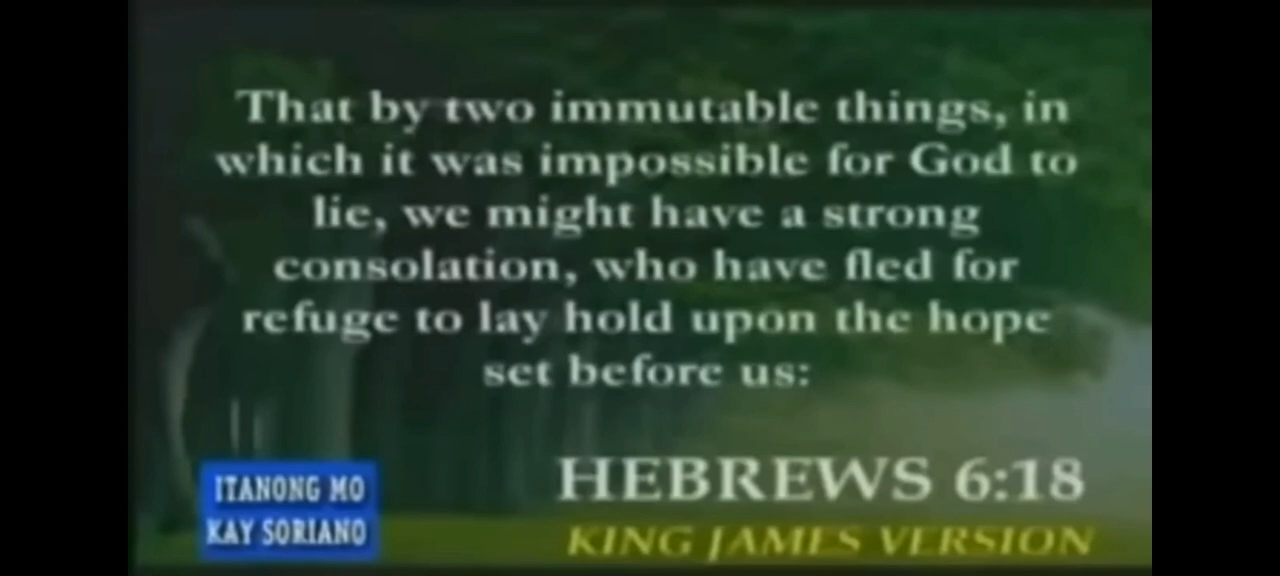 That by two immutable things, in
which it was impossible for God to
lie, we might have a strong
consolation, who have fled for
refuge to lay hold upon the hope
set before us:
HEBREWS 6:18
KING JAMES VERSION
ITANONG MO
KAY SORIANO